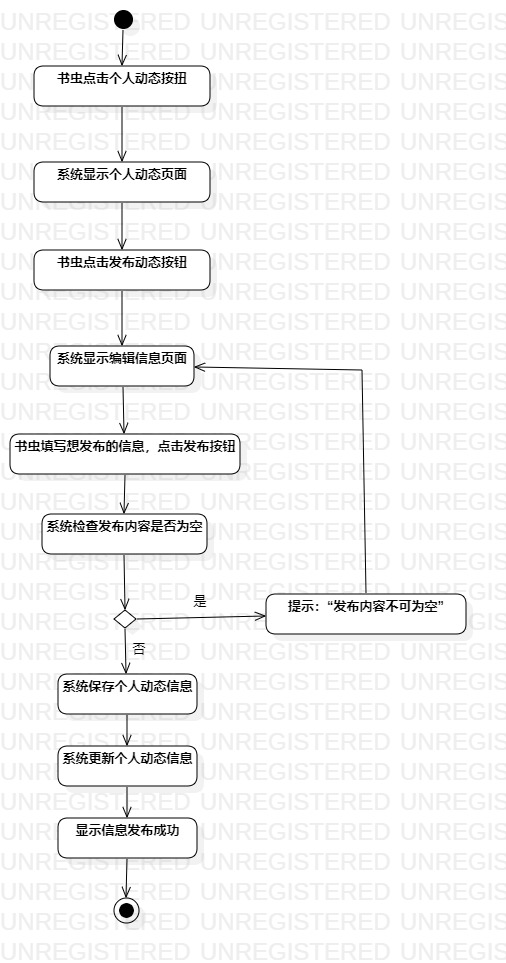 书虫点击个人动态按扭
系统显示个人动态页面
书虫点击发布动态按钮
系统显示编辑信息页面
书虫填写想发布的信息，点击发布按钮
系统检查发布内容是否为空
是
提示：“发布内容不可为空”
否
系统保存个人动态信息
系统更新个人动态信息
显示信息发布成功
UNREGISTERED